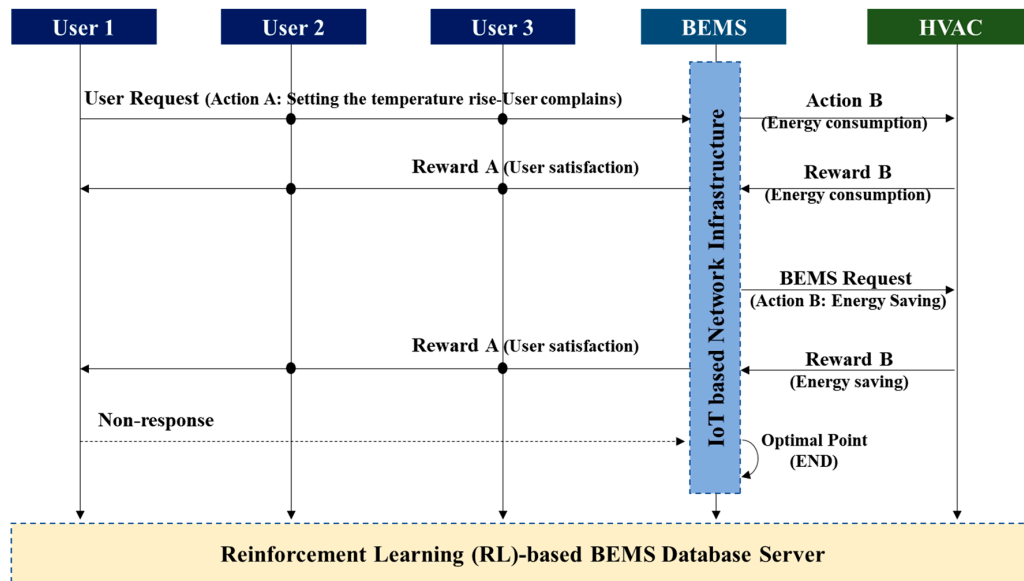 User 1
User 2
User 3
BEMS
HVAC
User Request (Action A: Setting the temperature rise-User complains)
Action B
(Energy consumption)
Reward A (User satisfaction)
Reward B
(Energy consumption)
IoT based Network Infrastructure
BEMS Request
(Action B: Energy Saving)
Reward A (User satisfaction)
Reward B
(Energy saving)
Non-response
Optimal Point
(END)
Reinforcement Learning (RL)-based BEMS Database Server